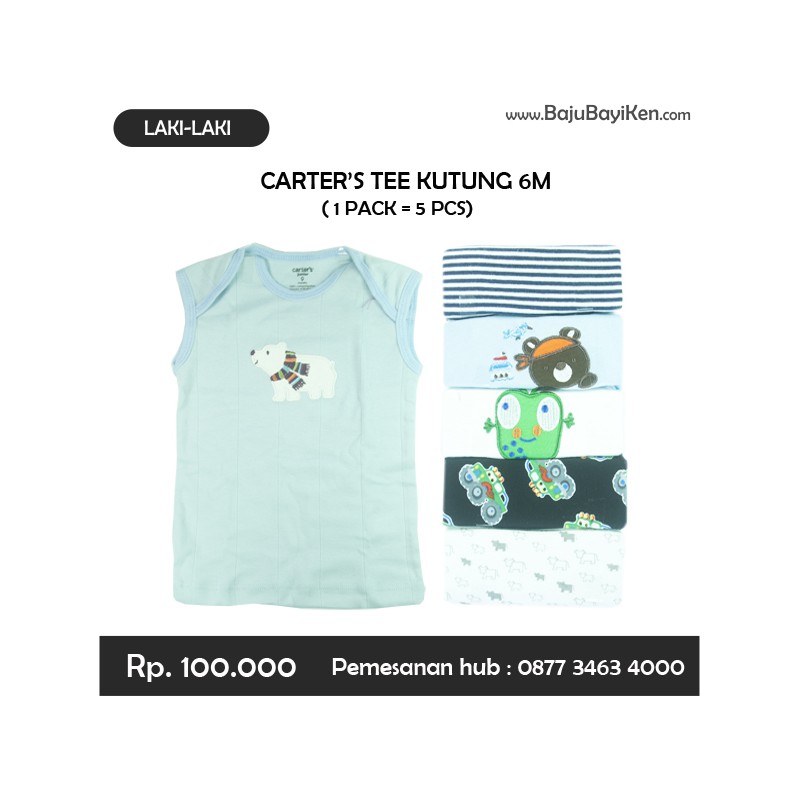 LAKI-LAKI
www.BajuBayiKen.com
CARTER'S TEE KUTUNG 6M
( 1 PACK = 5 PCS)
carter's
Rp. 100.000
Pemesanan hub : 0877 3463 4000